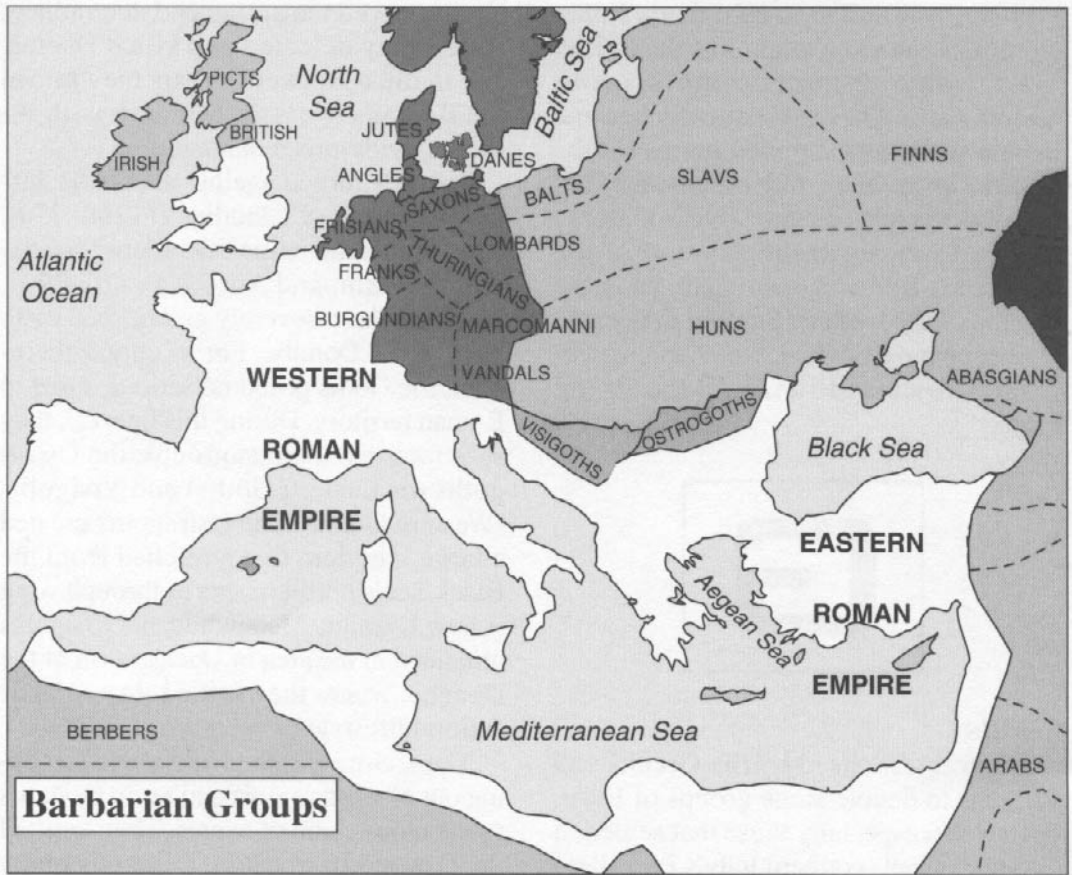 PICTS
North
Sea
Baltic Sea
BRITISH
JUTES
IRISH
DANES
ANGLES
SLAVS
FINNS
BALTS
SAXONS
FRISIANS
LOMBARDS
THURINGIANS
Atlantic
Ocean
FRANKS
BURGUNDIANS
MARCOMANNI
HUNS
WESTERN
VANDALS
ABASGIANS
VISIGOTHS
OSTROGOTHS
ROMAN
Black Sea
EMPIRE
EASTERN
Aegean Sea
ROMAN
EMPIRE
BERBERS
Mediterranean Sea
ARABS
Barbarian Groups